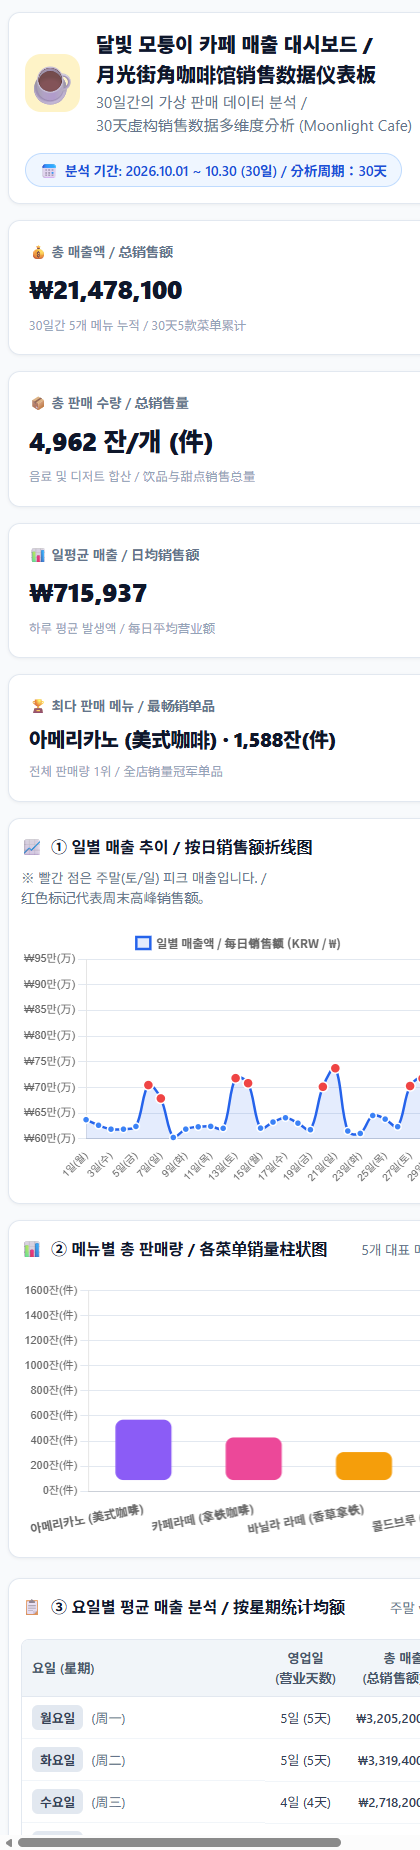 달빛 모퉁이 카페 매출 대시보드 /
月光街角咖啡馆销售数据仪表板
30일간의 가상 판매 데이터 분석 /
30天虚构销售数据多维度分析 (Moonlight Cafe)
분석 기간: 2026.10.01 ~ 10.30 (30일) / 分析周期：30天
총 매출액 / 总销售额
₩21,478,100
30일간 5개 메뉴 누적 / 30天5款菜单累计
총 판매 수량 / 总销售量
4,962 잔/개 (件)
음료 및 디저트 합산 / 饮品与甜点销售总量
일평균 매출 / 日均销售额
₩715,937
하루 평균 발생액 / 每日平均营业额
최다 판매 메뉴 / 最畅销单品
아메리카노 (美式咖啡) · 1,588잔(件)
전체 판매량 1위 / 全店销量冠军单品
① 일별 매출 추이 / 按日销售额折线图
※ 빨간 점은 주말(토/일) 피크 매출입니다. /
红色标记代表周末高峰销售额。
일별 매출액 / 每日销售额 (KRW / ₩)
₩95만(万)
₩90만(万)
₩85만(万)
₩80만(万)
₩75만(万)
₩70만(万)
₩65만(万)
₩60만(万)
1일(월)
3일(수)
5일(금)
7일(일)
9일(화)
11일(목)
13일(토)
15일(월)
17일(수)
19일(금)
21일(일)
23일(화)
25일(목)
27일(토)
29일
② 메뉴별 총 판매량 / 各菜单销量柱状图
5개 대표 메
1600잔(件)
1400잔(件)
1200잔(件)
1000잔(件)
800잔(件)
600잔(件)
400잔(件)
200잔(件)
0잔(件)
아메리카노 (美式咖啡)
카페라떼 (拿铁咖啡)
바닐라 라떼 (香草拿铁)
콜드브루 (
③ 요일별 평균 매출 분석 / 按星期统计均额
주말
요일 (星期)
영업일
(营业天数)
총 매출
(总销售额
월요일 (周一) 5일 (5天) ₩3,205,200
화요일 (周二) 5일 (5天) ₩3,319,400
수요일 (周三) 4일 (4天) ₩2,718,200